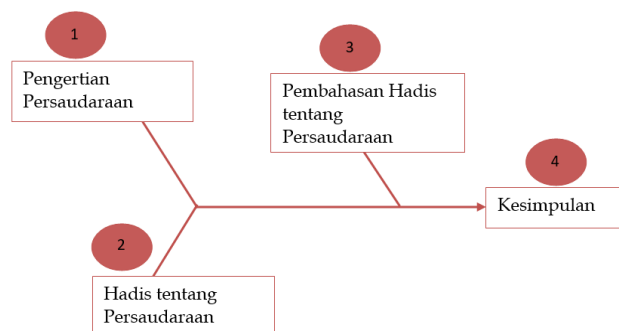 1
Pengertian
Persaudaraan
2
Hadis tentang
Persaudaraan
3
Pembahasan Hadis
tentang
Persaudaraan
4
Kesimpulan